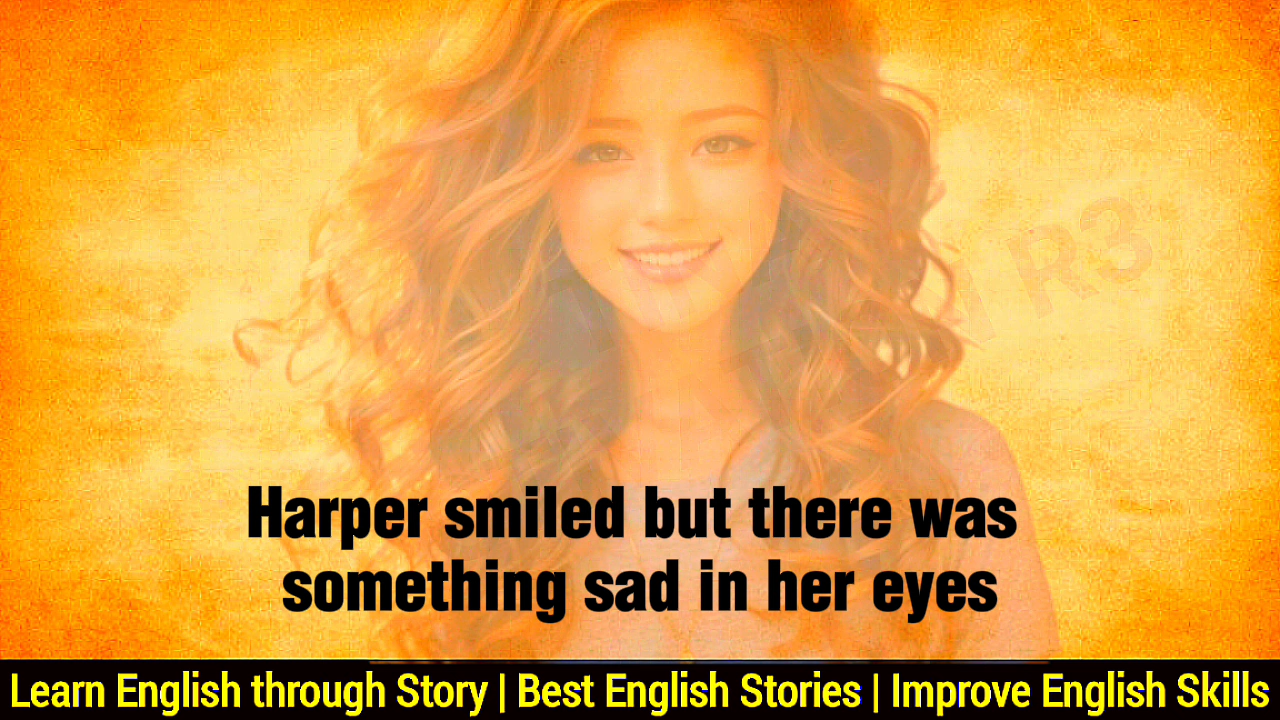 Harper smiled but there was
something sad in her eyes
Learn English through Story | Best English Stories | Improve English Skills